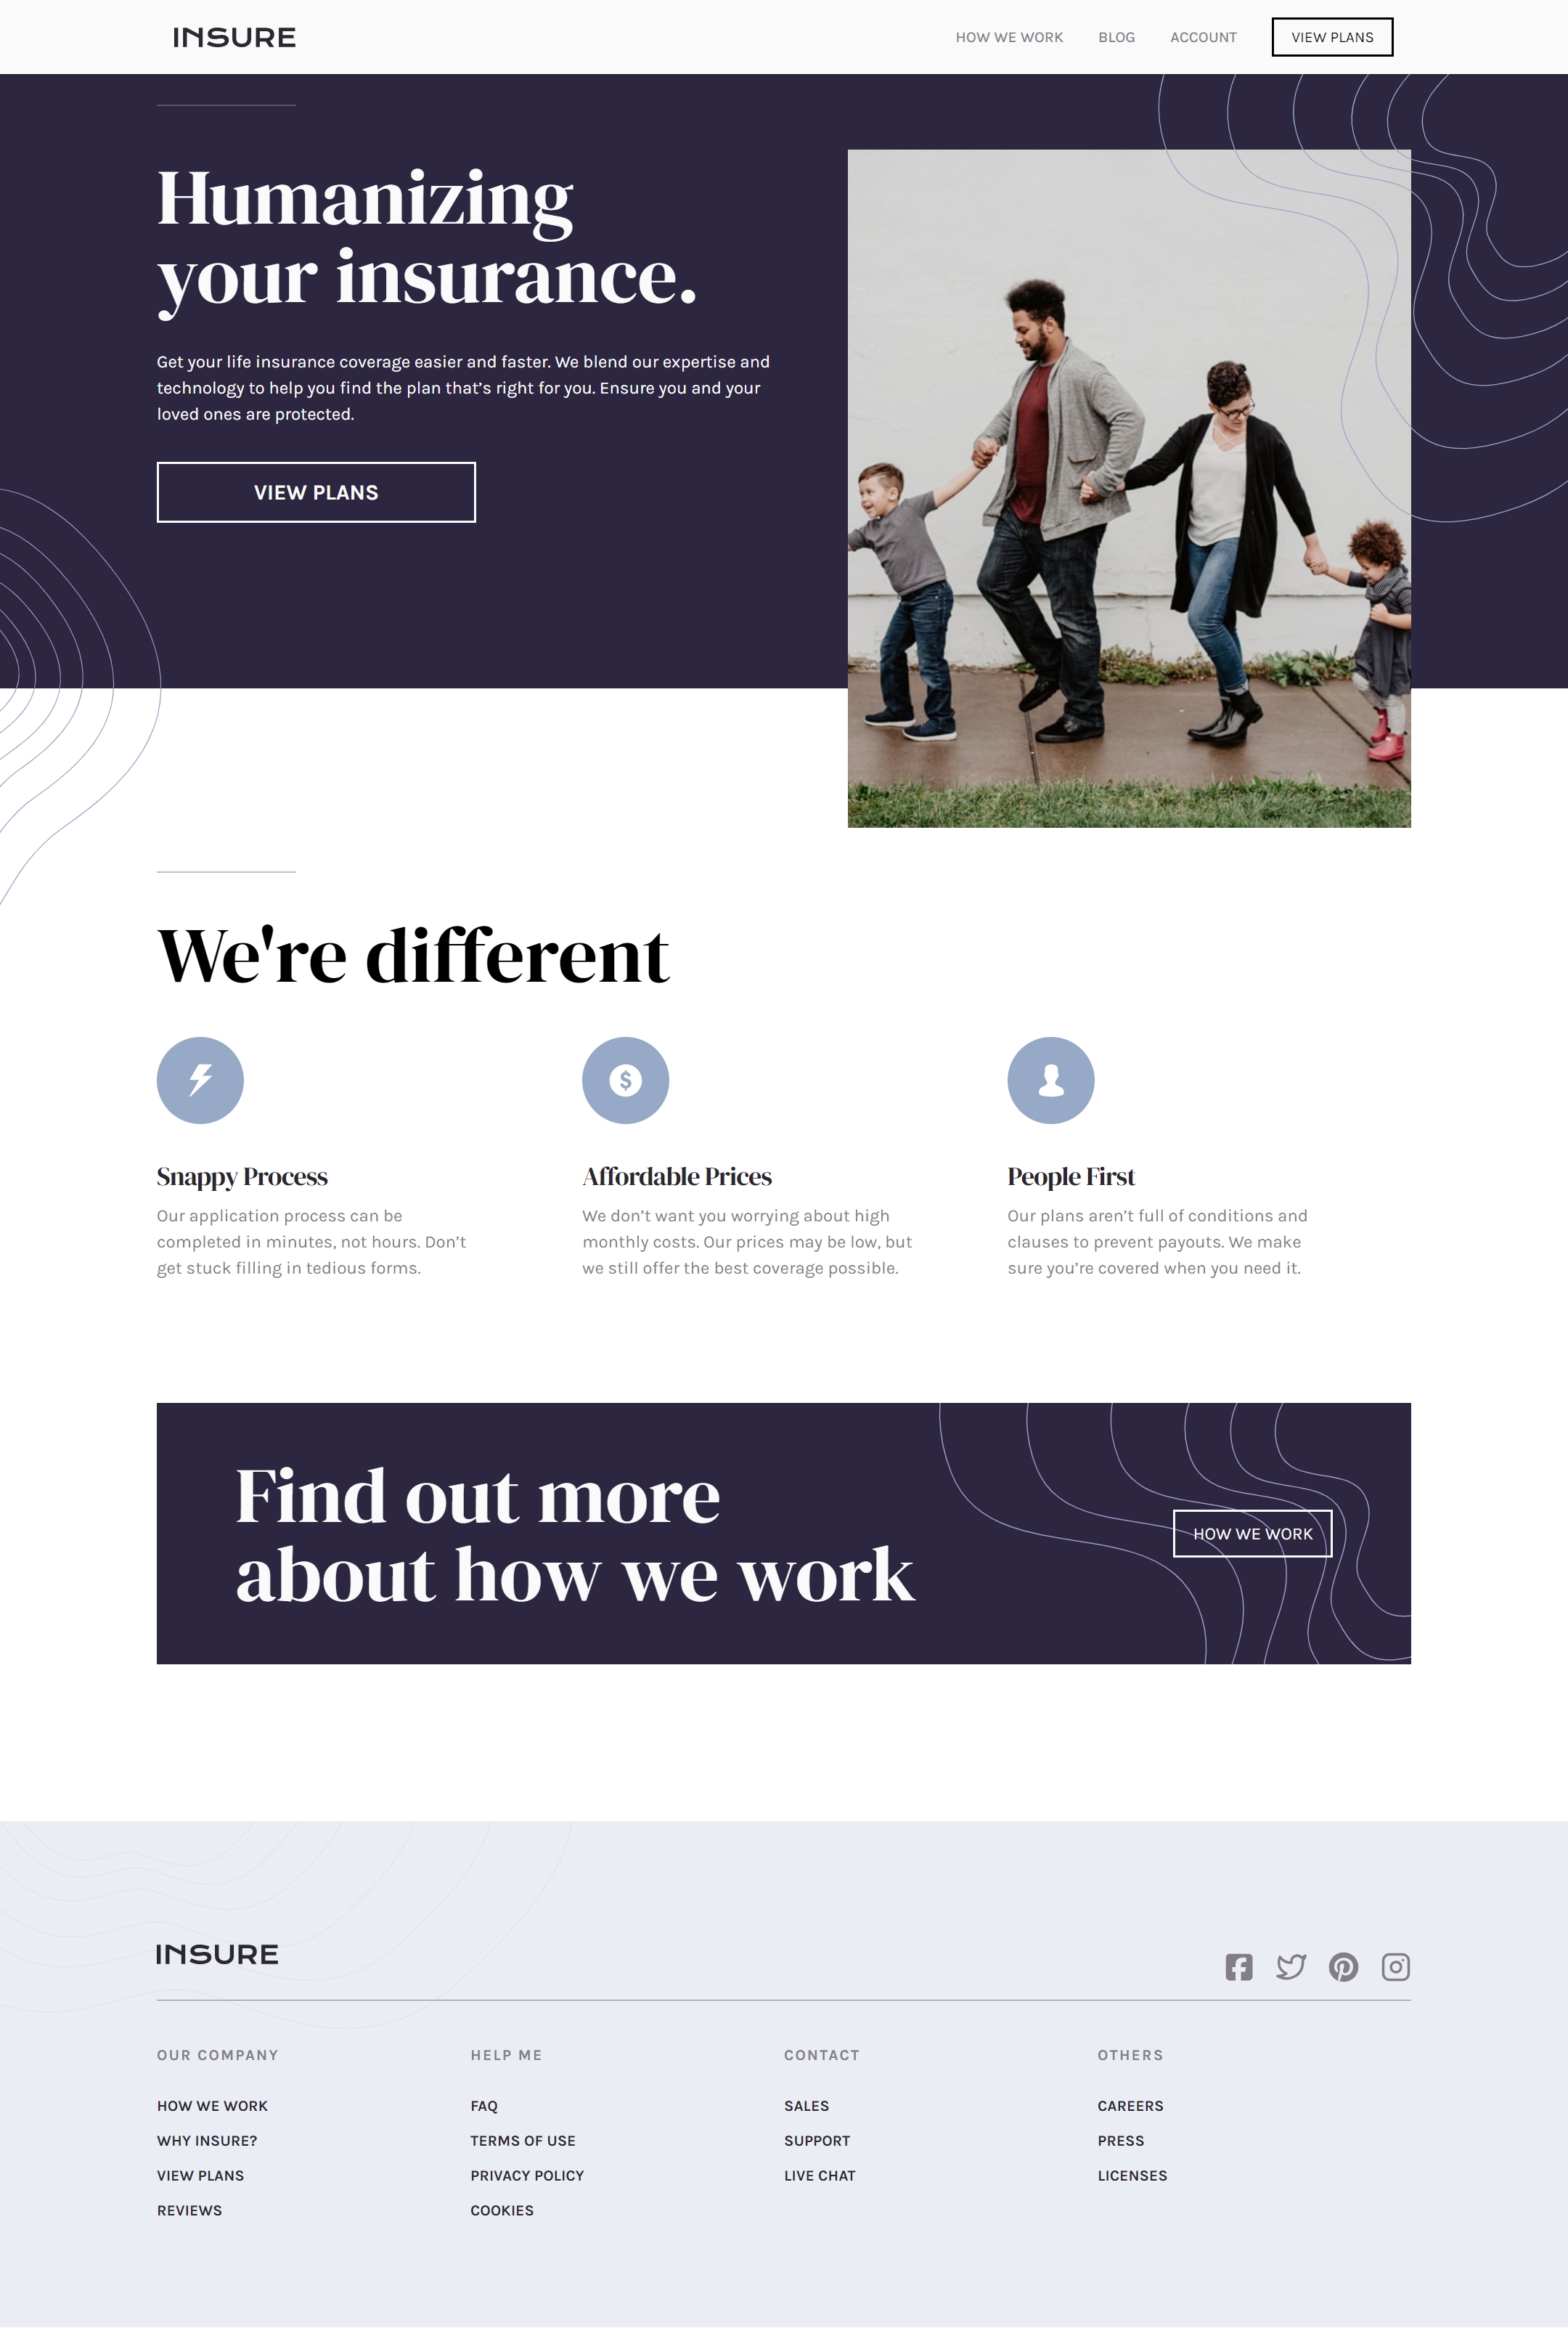 INSURE
HOW WE WORK
BLOG
ACCOUNT
VIEW PLANS
Humanizing
your insurance.
Get your life insurance coverage easier and faster. We blend our expertise and
technology to help you find the plan that’s right for you. Ensure you and your
loved ones are protected.
VIEW PLANS
We're different
Snappy Process
Our application process can be
completed in minutes, not hours. Don’t
get stuck filling in tedious forms.
Affordable Prices
We don’t want you worrying about high
monthly costs. Our prices may be low, but
we still offer the best coverage possible.
People First
Our plans aren’t full of conditions and
clauses to prevent payouts. We make
sure you’re covered when you need it.
Find out more
about how we work
HOW WE WORK
INSURE
OUR COMPANY
HOW WE WORK
WHY INSURE?
VIEW PLANS
REVIEWS
HELP ME
FAQ
TERMS OF USE
PRIVACY POLICY
COOKIES
CONTACT
SALES
SUPPORT
LIVE CHAT
OTHERS
CAREERS
PRESS
LICENSES